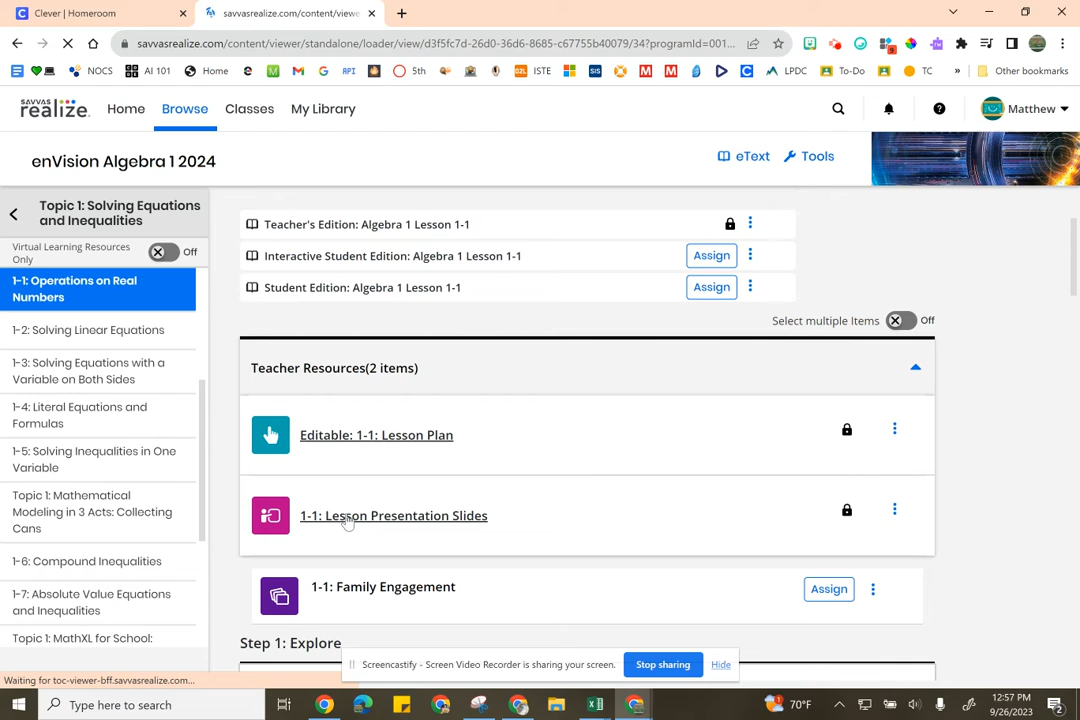 Clever | Homeroom
savvasrealize.com/content/viewe
savvasrealize.com/content/viewer/standalone/loader/view/d3f5fc7d-26d0-36d6-8685-c67755b40079/34?programId=001...
NOCS
AI 101
Home
RPI
5th
ISTE
LPDC
To-Do
TC
»
Other bookmarks
SAVVAS
realize.
Home
Browse
Classes
My Library
Matthew
enVision Algebra 1 2024
eText
Tools
Topic 1: Solving Equations
and Inequalities
Virtual Learning Resources
Only
Off
1-1: Operations on Real
Numbers
1-2: Solving Linear Equations
1-3: Solving Equations with a
Variable on Both Sides
1-4: Literal Equations and
Formulas
1-5: Solving Inequalities in One
Variable
Topic 1: Mathematical
Modeling in 3 Acts: Collecting
Cans
1-6: Compound Inequalities
1-7: Absolute Value Equations
and Inequalities
Topic 1: MathXL for School:
Teacher's Edition: Algebra 1 Lesson 1-1
Interactive Student Edition: Algebra 1 Lesson 1-1
Assign
Student Edition: Algebra 1 Lesson 1-1
Assign
Select multiple Items
Off
Teacher Resources(2 items)
Editable: 1-1: Lesson Plan
1-1: Lesson Presentation Slides
1-1: Family Engagement
Assign
Step 1: Explore
Screencastify - Screen Video Recorder is sharing your screen.
Stop sharing
Hide
Waiting for toc-viewer-bff.savvasrealize.com...
Type here to search
70°F
12:57 PM
9/26/2023
2